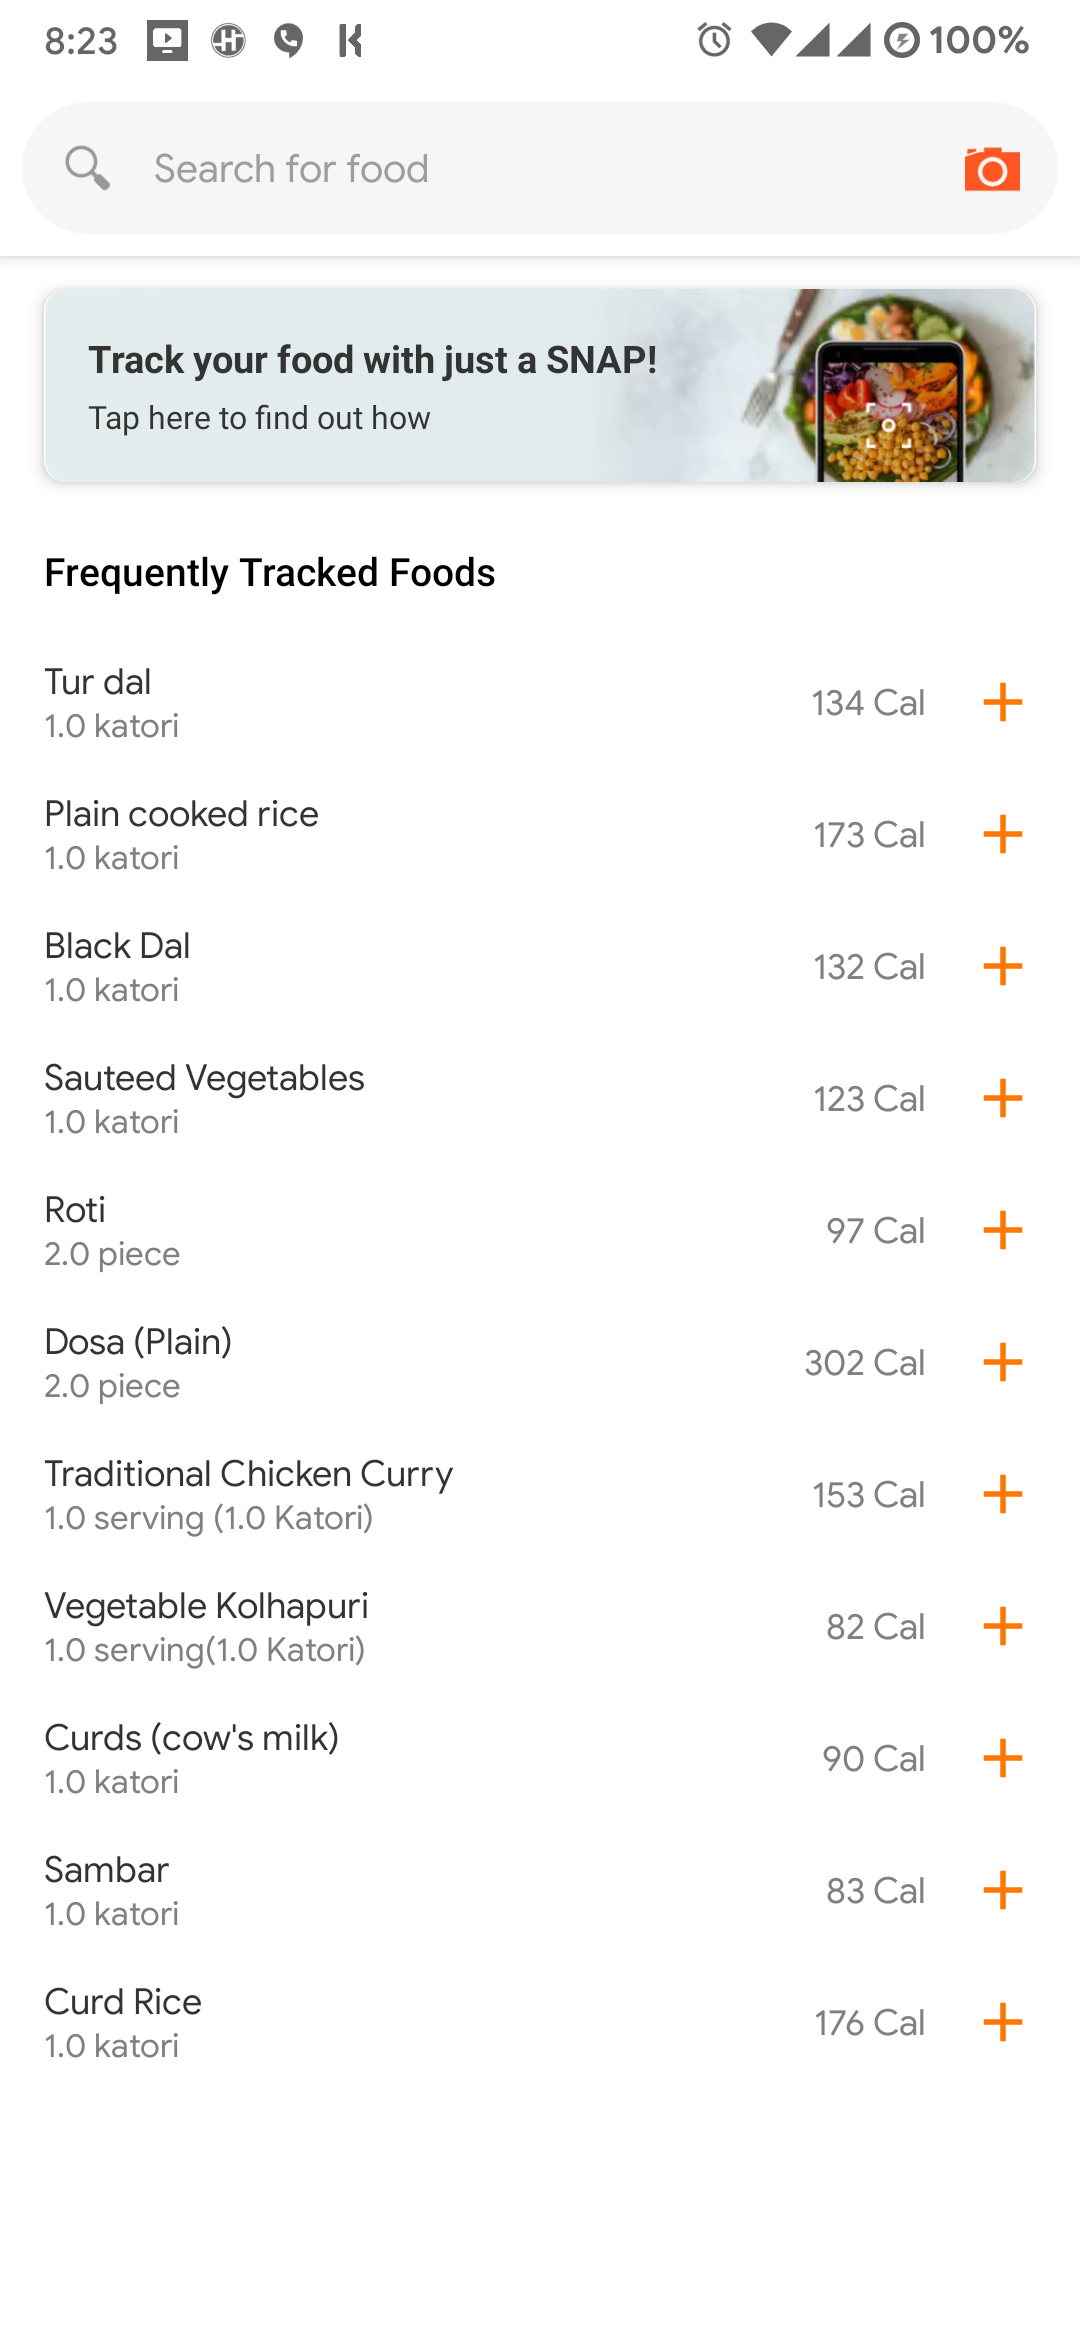 8:23
100%
Search for food
Track your food with just a SNAP!
Tap here to find out how
Frequently Tracked Foods
Tur dal
1.0 katori
134 Cal
Plain cooked rice
1.0 katori
173 Cal
Black Dal
1.0 katori
132 Cal
Sauteed Vegetables
1.0 katori
123 Cal
Roti
2.0 piece
97 Cal
Dosa (Plain)
2.0 piece
302 Cal
Traditional Chicken Curry
1.0 serving (1.0 Katori)
153 Cal
Vegetable Kolhapuri
1.0 serving(1.0 Katori)
82 Cal
Curds (cow's milk)
1.0 katori
90 Cal
Sambar
1.0 katori
83 Cal
Curd Rice
1.0 katori
176 Cal